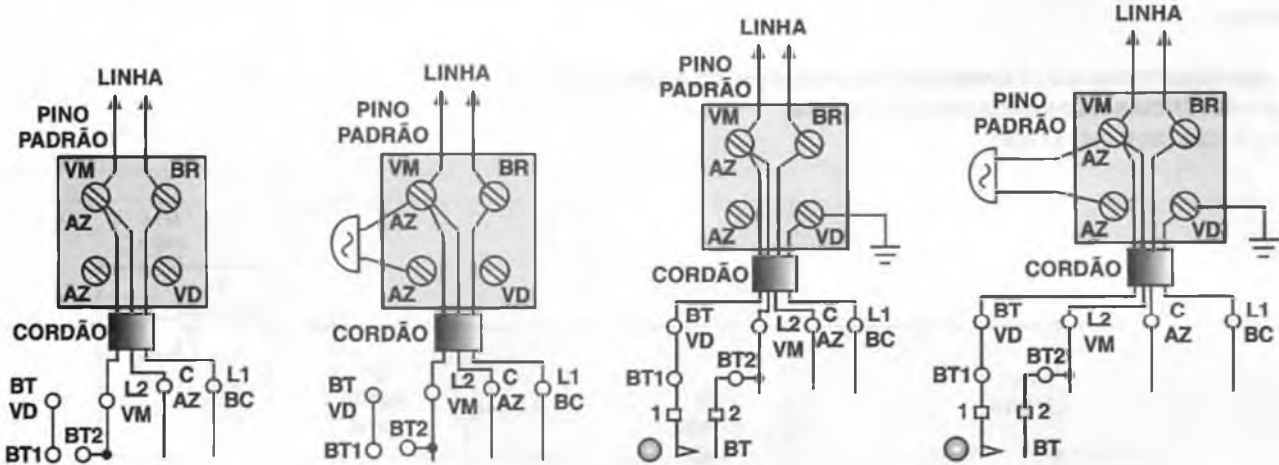 LINHA
PINO
PADRÃO
VM
BR
AZ
AZ
VD
CORDÃO
BT
VD
L2
VM
C
AZ
L1
BC
BT1
BT2
LINHA
PINO
PADRÃO
VM
BR
AZ
AZ
VD
CORDÃO
BT
VD
L2
VM
C
AZ
L1
BC
BT1
BT2
LINHA
PINO
PADRÃO
VM
BR
AZ
AZ
VD
CORDÃO
BT
VD
L2
VM
C
AZ
L1
BC
BT1
BT2
1
2
BT
LINHA
PINO
PADRÃO
VM
BR
AZ
AZ
VD
CORDÃO
BT
VD
L2
VM
C
AZ
L1
BC
BT1
BT2
1
2
BT